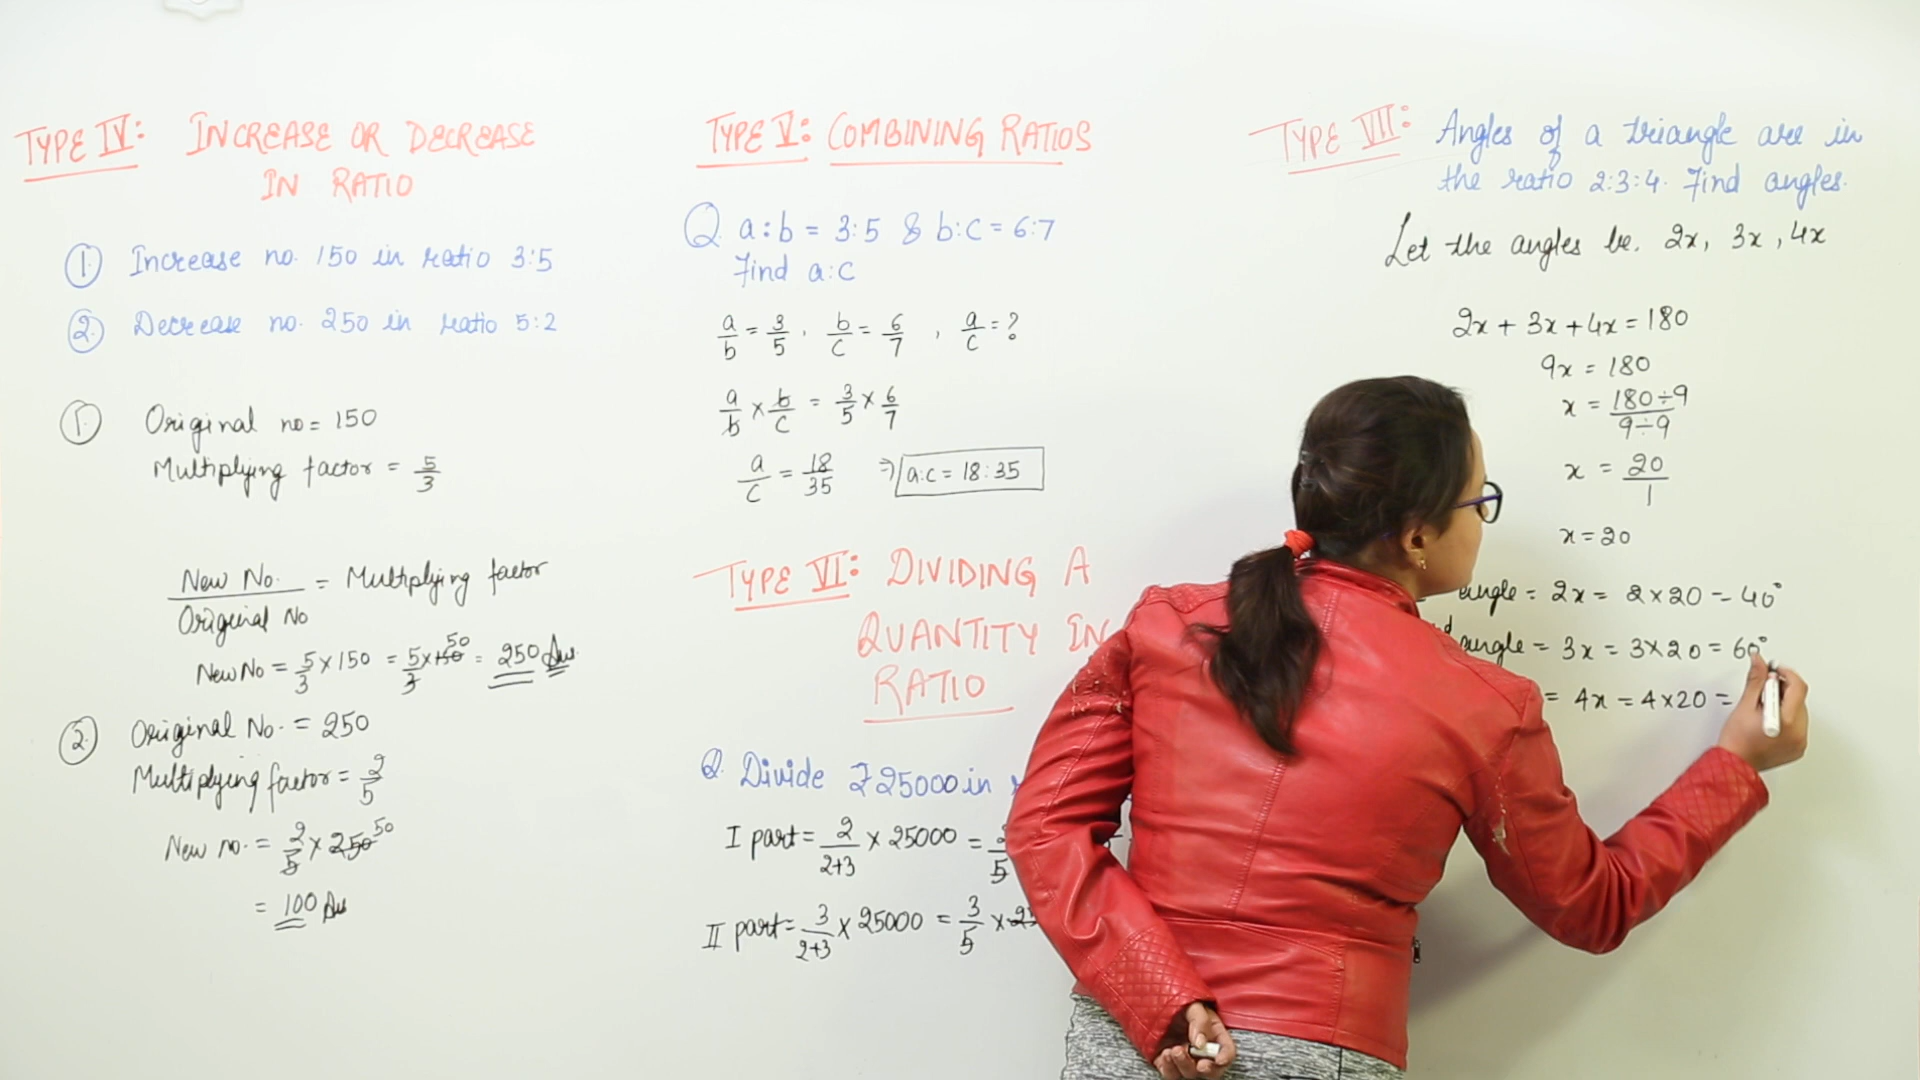 TYPE IV: INCREASE OR DECREASE
IN RATIO
1. Increase no. 150 in ratio 3:5
2. Decrease no. 250 in ratio 5:2
1. Original no = 150
Multiplying factor = 5/3
New No. / Original No = Multiplying factor
New No = 5/3 × 150 = 5/3 × 150 50 = 250 Ans
2. Original No. = 250
Multiplying factor = 2/5
New no. = 2/5 × 250 50
= 100 Ans
TYPE V: COMBINING RATIOS
Q a:b = 3:5 & b:c = 6:7
Find a:c
a/b = 3/5, b/c = 6/7, a/c = ?
a/b × b/c = 3/5 × 6/7
a/c = 18/35 ⇒ a:c = 18:35
TYPE VI: DIVIDING A
QUANTITY IN
RATIO
Q. Divide ₹25000 in
I part = 2/2+3 × 25000 =
II part = 3/2+3 × 25000 = 3/5 ×
TYPE VII: Angles of a triangle are in
the ratio 2:3:4. Find angles.
Let the angles be. 2x, 3x, 4x
2x + 3x + 4x = 180
9x = 180
x = 180÷9 / 9÷9
x = 20/1
x = 20
angle = 2x = 2×20 = 40°
angle = 3x = 3×20 = 60°
= 4x = 4×20 =